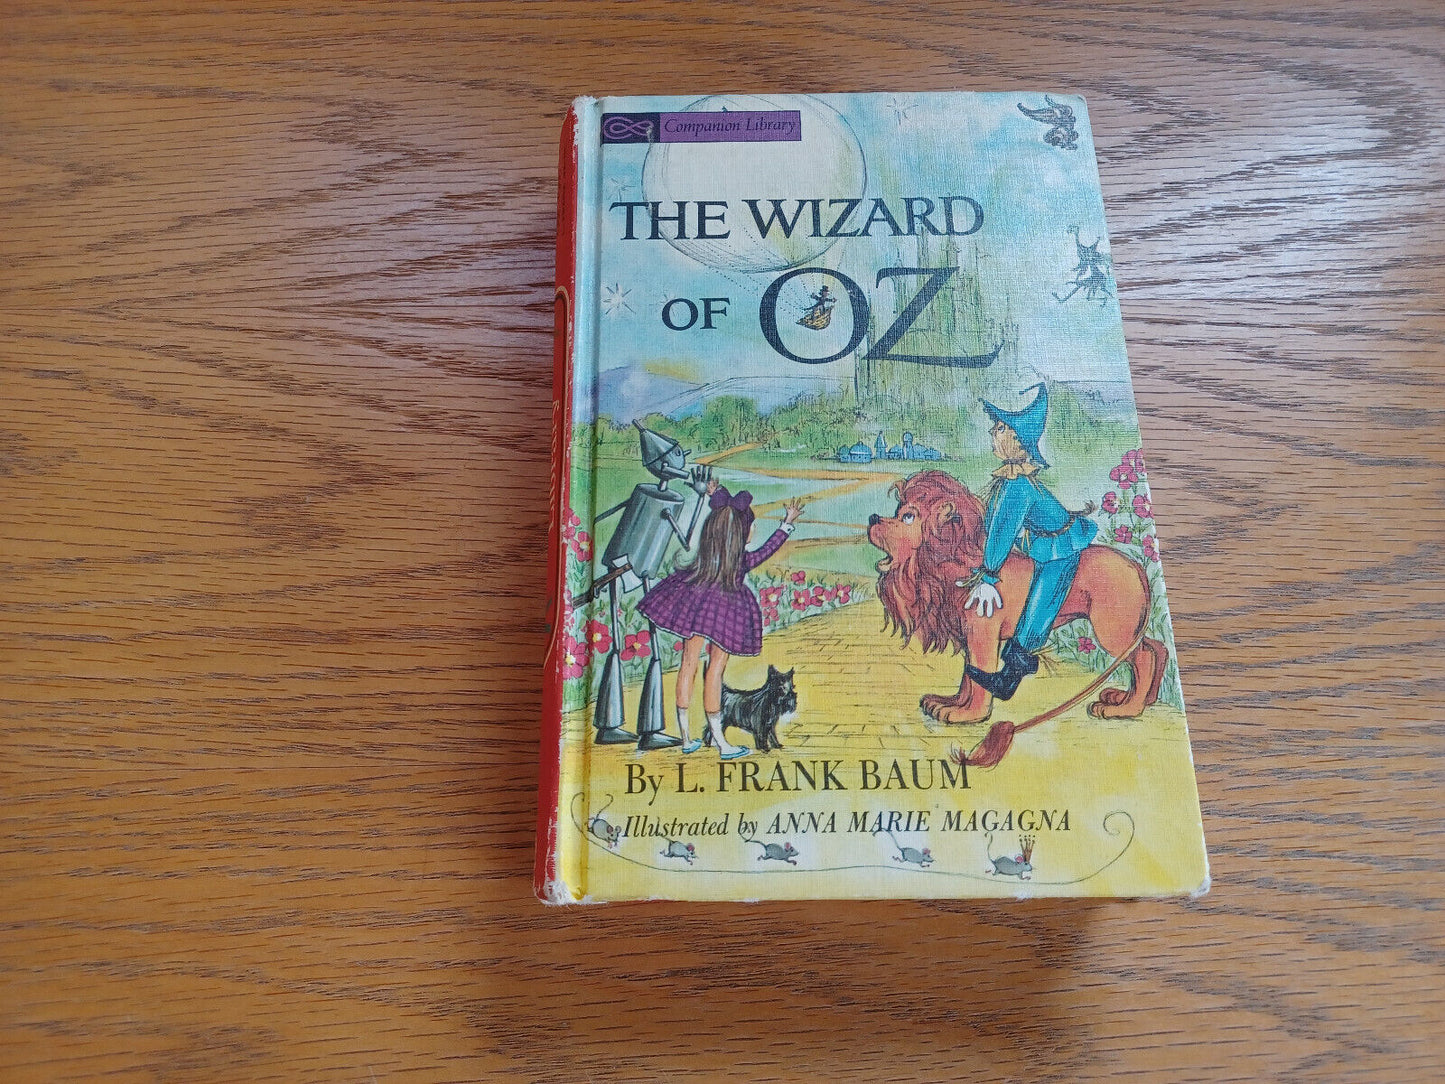 Companion Library
THE WIZARD
OF OZ
By L. FRANK BAUM
Illustrated by ANNA MARIE MAGAGNA